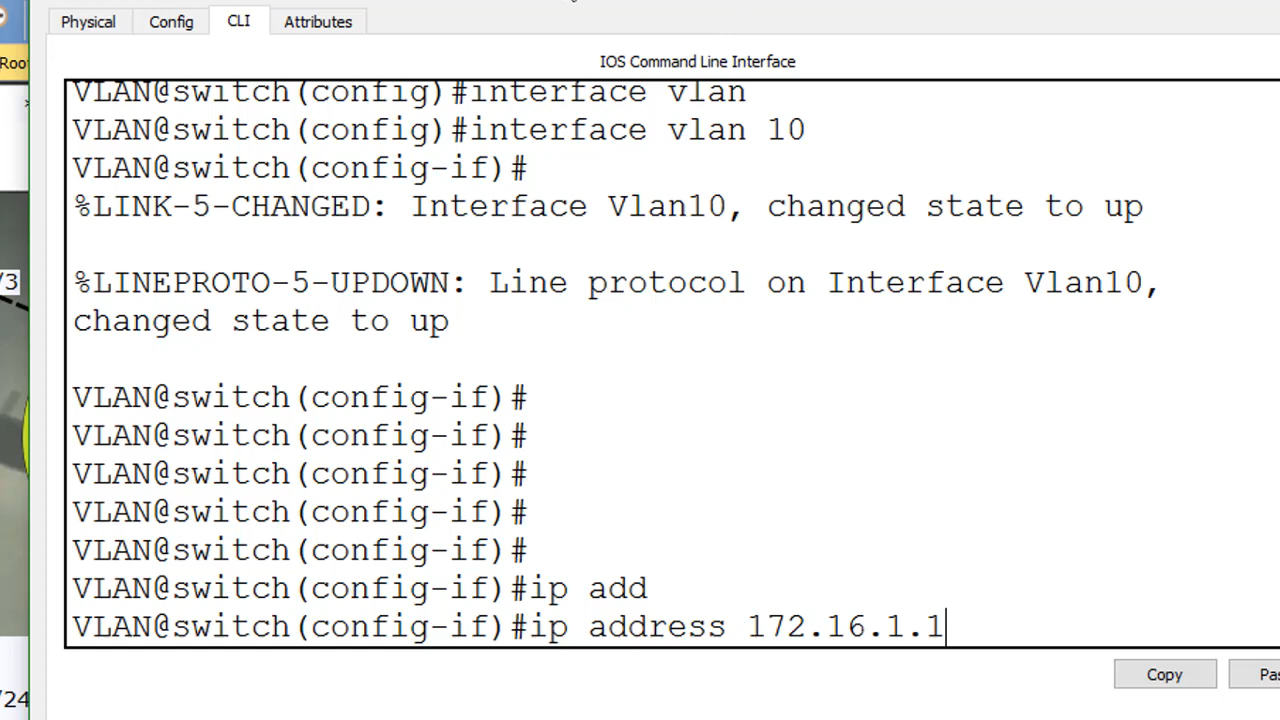 Physical Config CLI Attributes
Roo
IOS Command Line Interface
VLAN@switch(config)#interface vlan
VLAN@switch(config)#interface vlan 10
VLAN@switch(config-if)#
%LINK-5-CHANGED: Interface Vlan10, changed state to up
/3
%LINEPROTO-5-UPDOWN: Line protocol on Interface Vlan10,
changed state to up
VLAN@switch(config-if)#
VLAN@switch(config-if)#
VLAN@switch(config-if)#
VLAN@switch(config-if)#
VLAN@switch(config-if)#
VLAN@switch(config-if)#ip add
VLAN@switch(config-if)#ip address 172.16.1.1
Copy Pas
/24